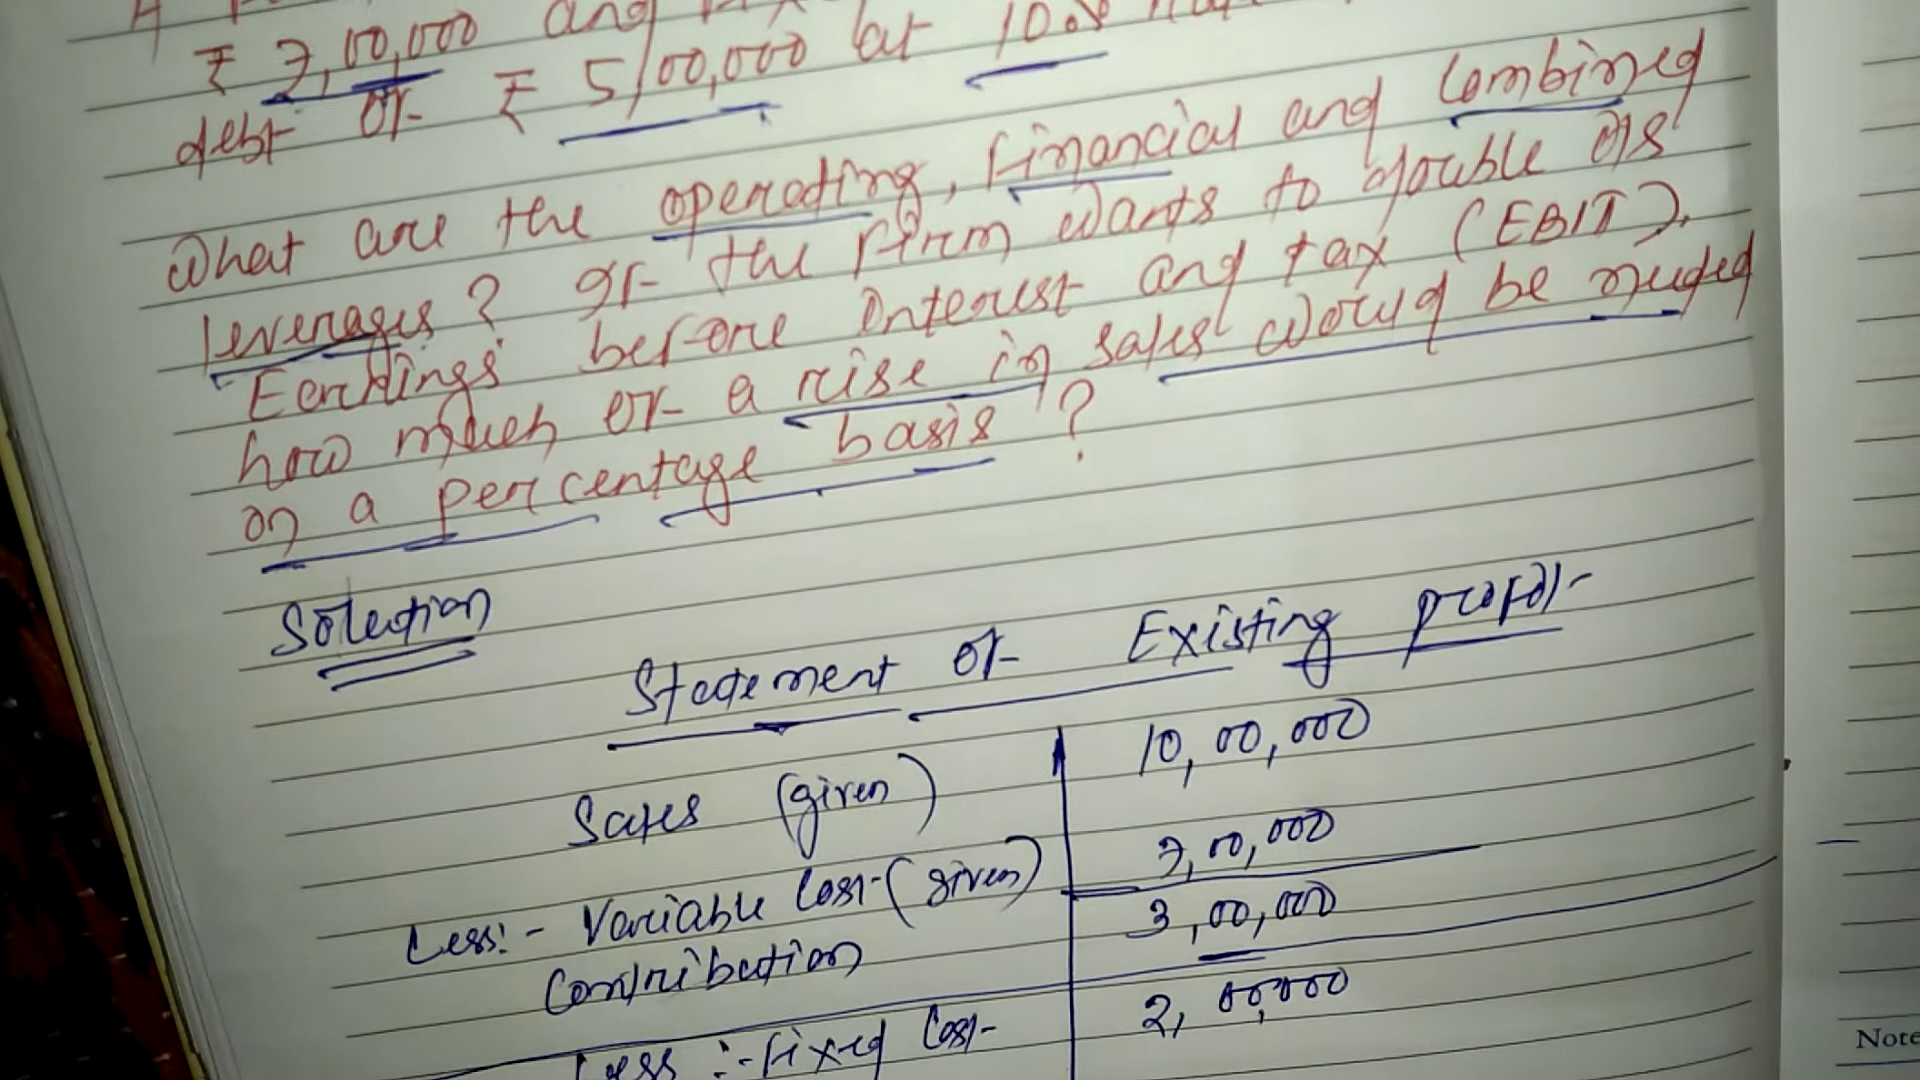 ₹ 7,00,000 and
debt of ₹ 5,00,000 at 10%
What are the operating, financial and combined
leverages? If the firm wants to double its
Earnings before interest and tax (EBIT),
how much of a rise in sales would be needed
on a percentage basis?
Solution
Statement of Existing profit
Sales (given) 10,00,000
Less:- Variable Cost (given) 7,00,000
Contribution 3,00,000
Less :- fixed Cost 2,00,000
Note